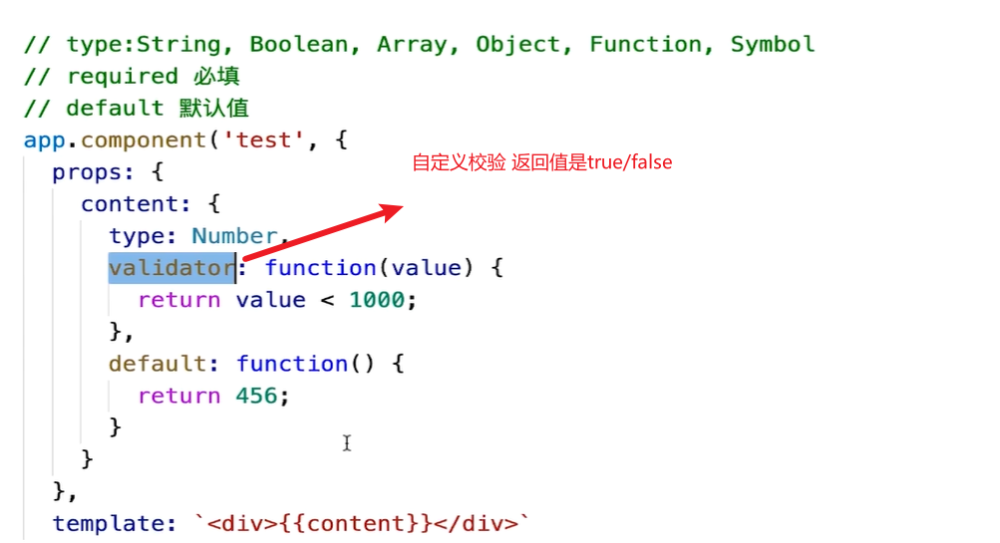 // type:String, Boolean, Array, Object, Function, Symbol
// required 必填
// default 默认值
app.component('test', {
自定义校验 返回值是true/false
props: {
content: {
type: Number,
validator: function(value) {
return value < 1000;
},
default: function() {
return 456;
}
}
},
template: `<div>{{content}}</div>`